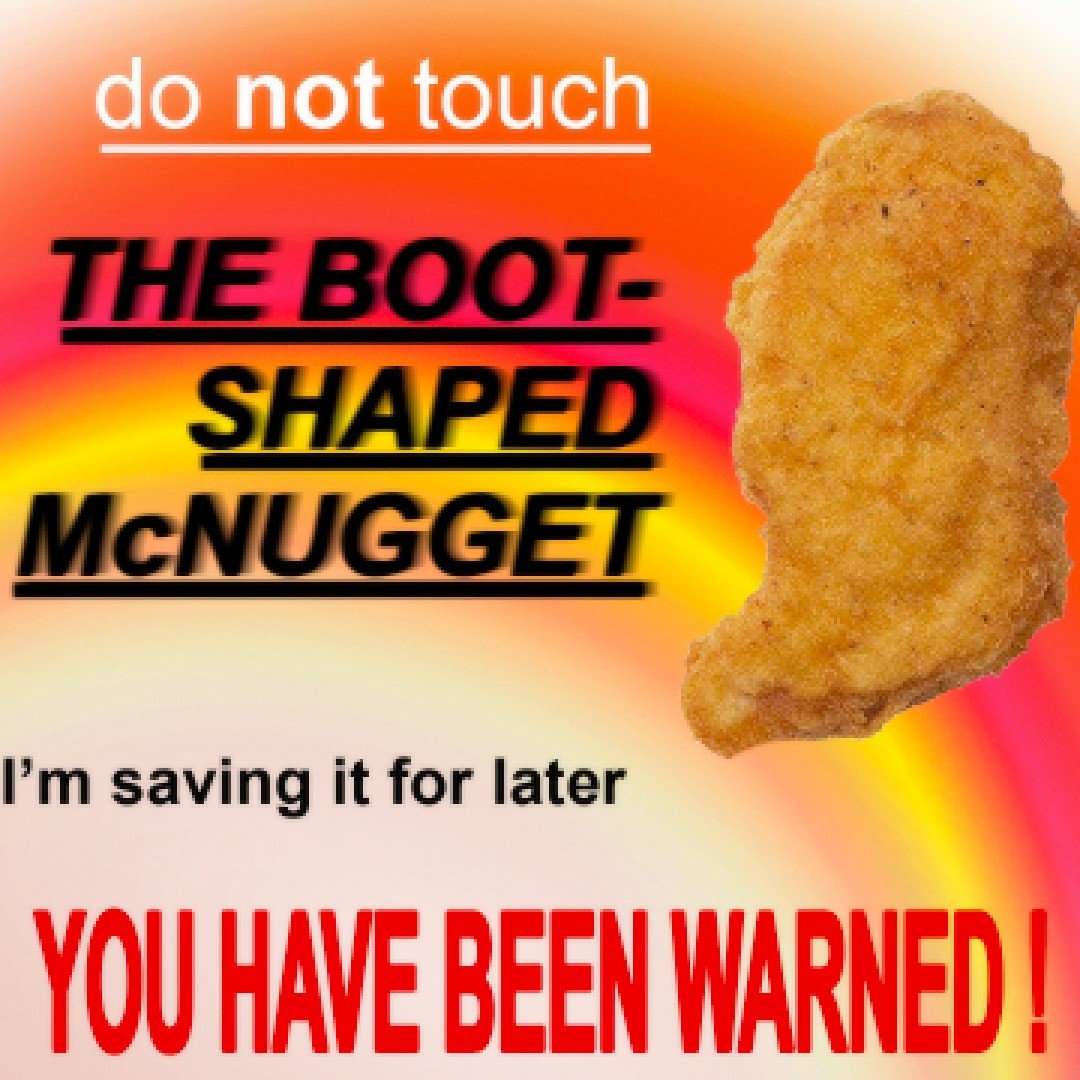 do not touch
THE BOOT-
SHAPED
McNUGGET
I’m saving it for later
YOU HAVE BEEN WARNED !